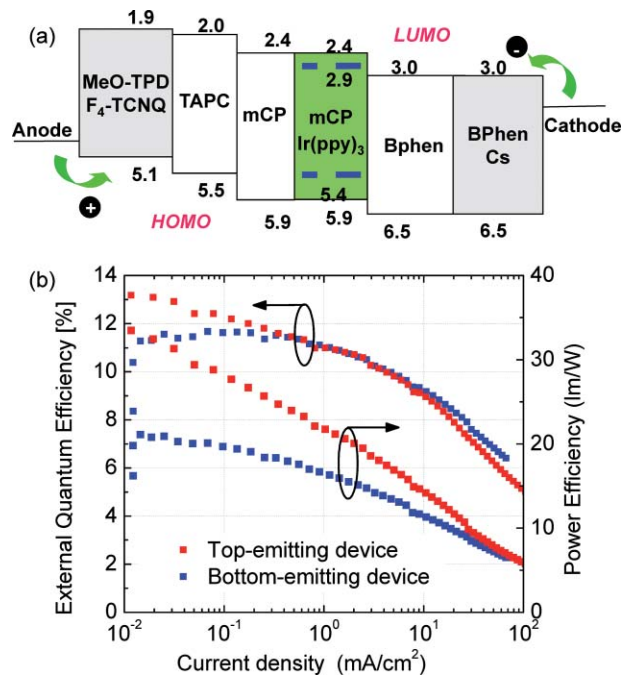 (a)
1.9
2.0
2.4
2.4
LUMO
-
2.9
3.0
3.0
MeO-TPD
F4-TCNQ
TAPC
mCP
mCP
Ir(ppy)3
Bphen
BPhen
Cs
Anode
Cathode
+
5.1
5.5
5.4
5.9
5.9
6.5
6.5
HOMO
(b)
External Quantum Efficiency [%]
14
12
10
8
6
4
2
0
40
30
20
10
0
Power Efficiency (lm/W)
Top-emitting device
Bottom-emitting device
10-2
10-1
100
101
102
Current density (mA/cm2)